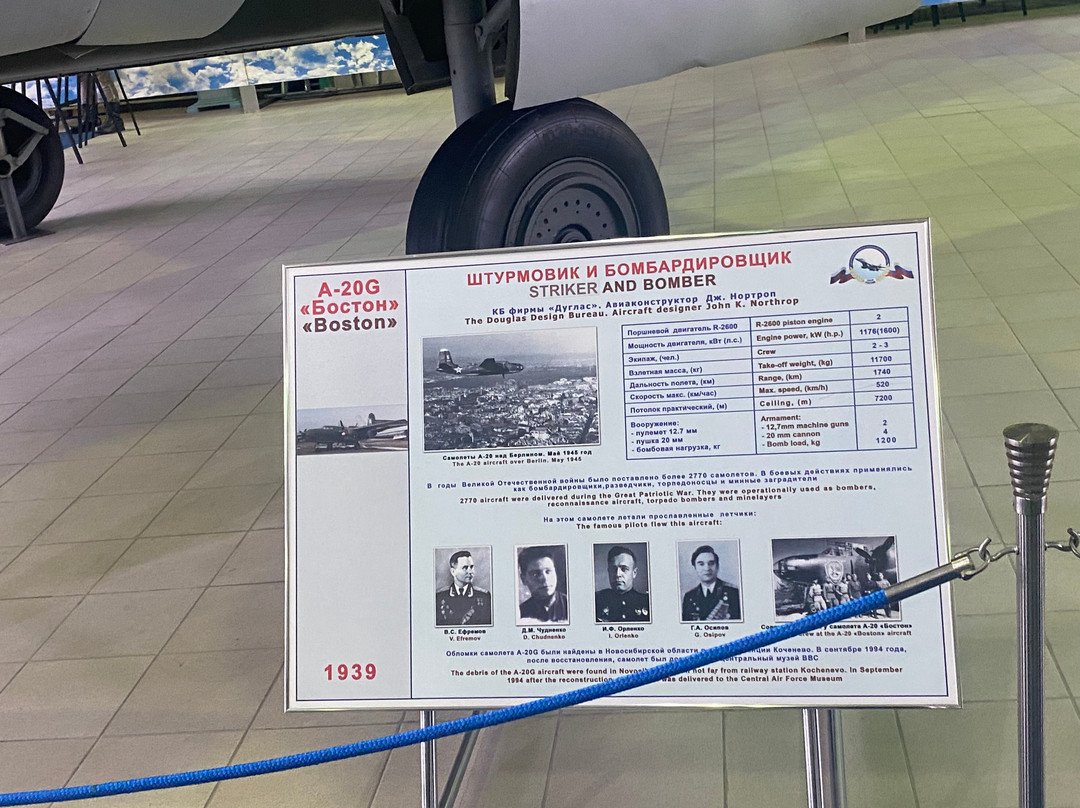 A-20G
«Бостон»
«Boston»
1939
ШТУРМОВИК И БОМБАРДИРОВЩИК
STRIKER AND BOMBER
КБ фирмы «Дуглас». Авиаконструктор Дж. Нортроп
The Douglas Design Bureau. Aircraft designer John K. Northrop
Самолеты А-20 над Берлином. Май 1945 год
The A-20 aircraft over Berlin. May 1945
Поршневой двигатель R-2600 R-2600 piston engine 2
Мощность двигателя, кВт (л.с.) Engine power, kW (h.p.) 1176(1600)
Экипаж, (чел.) Crew 2 - 3
Взлетная масса, (кг) Take-off weight, (kg) 11700
Дальность полета, (км) Range, (km) 1740
Скорость макс. (км/час) Max. speed, (km/h) 520
Потолок практический, (м) Ceiling, (m) 7200
Вооружение: Armament:
- пулемет 12.7 мм - 12,7mm machine guns 2
- пушка 20 мм - 20 mm cannon 4
- бомбовая нагрузка, кг - Bomb load, kg 1200
В годы Великой Отечественной войны было поставлено более 2770 самолетов. В боевых действиях применялись
как бомбардировщики,разведчики, торпедоносцы и минные заградители
2770 aircraft were delivered during the Great Patriotic War. They were operationally used as bombers,
reconnaissance aircraft, torpedo bombers and minelayers
На этом самолете летали прославленные летчики:
The famous pilots flew this aircraft:
В.С. Ефремов
V. Efremov
Д.М. Чудненко
D. Chudnenko
И.Ф. Орленко
I. Orlenko
Г.А. Осипов
G. Osipov
самолета А-20 «Бостон»
at the A-20 «Boston» aircraft
Обломки самолета A-20G были найдены в Новосибирской области Коченево. В сентябре 1994 года,
после восстановления, самолет был музей ВВС
The debris of the A-20G aircraft were found in not far from railway station Kochenevo. In September
1994 after the reconstruction, was delivered to the Central Air Force Museum